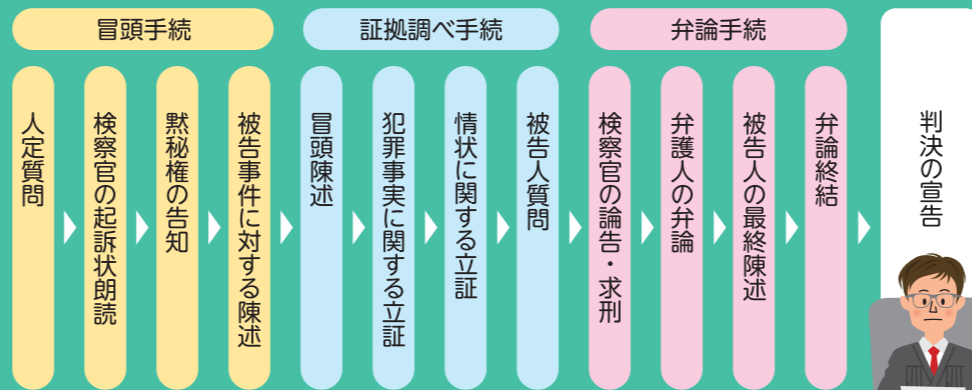 冒頭手続
証拠調べ手続
弁論手続
人定質問
検察官の起訴状朗読
黙秘権の告知
被告事件に対する陳述
冒頭陳述
犯罪事実に関する立証
情状に関する立証
被告人質問
検察官の論告・求刑
弁護人の弁論
被告人の最終陳述
弁論終結
判決の宣告